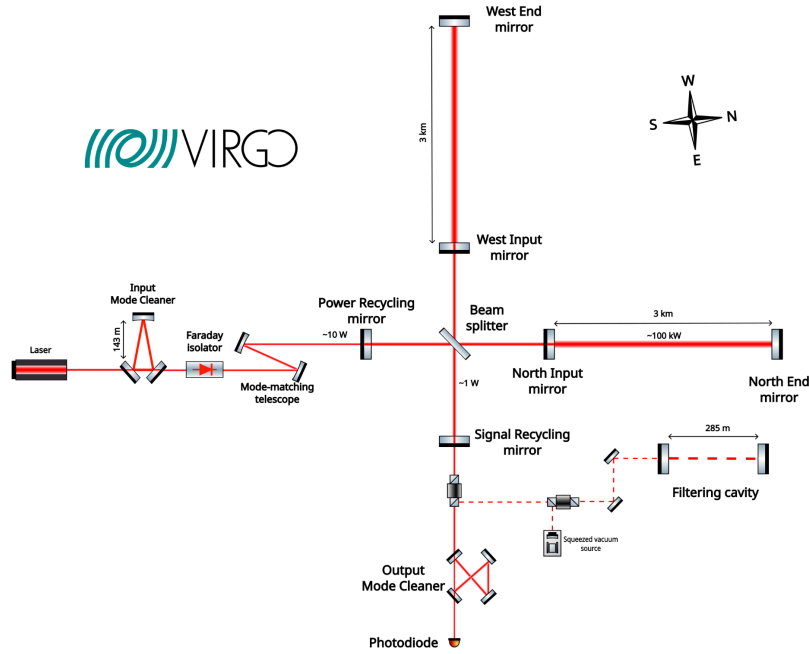 West End
mirror
W
S
N
E
3 km
VIRGO
West Input
mirror
Input
Mode Cleaner
Power Recycling
mirror
Beam
splitter
3 km
143 m
Faraday
isolator
~10 W
~100 kW
Laser
Mode-matching
telescope
~1 W
North Input
mirror
North End
mirror
Signal Recycling
mirror
285 m
Filtering cavity
Squeezed vacuum
source
Output
Mode Cleaner
Photodiode